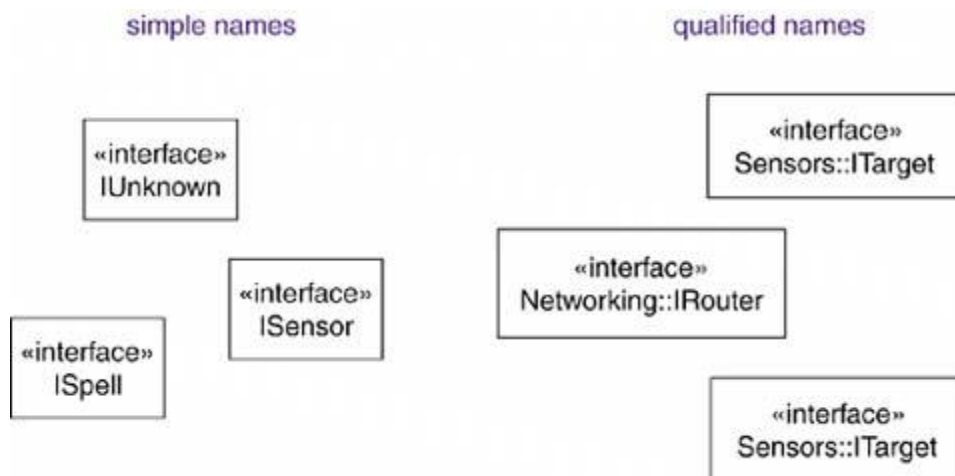 simple names
qualified names
«interface»
IUnknown
«interface»
ISensor
«interface»
ISpell
«interface»
Sensors::ITarget
«interface»
Networking::IRouter
«interface»
Sensors::ITarget